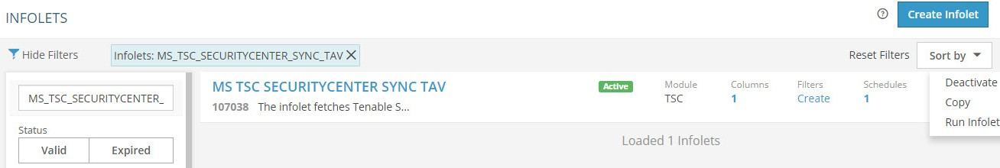 INFOLETS
Create Infolet
Hide Filters
Infolets: MS_TSC_SECURITYCENTER_SYNC_TAV
Reset Filters
Sort by
MS_TSC_SECURITYCENTER_
Status
Valid
Expired
MS TSC SECURITYCENTER SYNC TAV
107038 The infolet fetches Tenable S...
Active
Module
TSC
Columns
1
Filters
Create
Schedules
1
Deactivate
Copy
Run Infolet
Loaded 1 Infolets